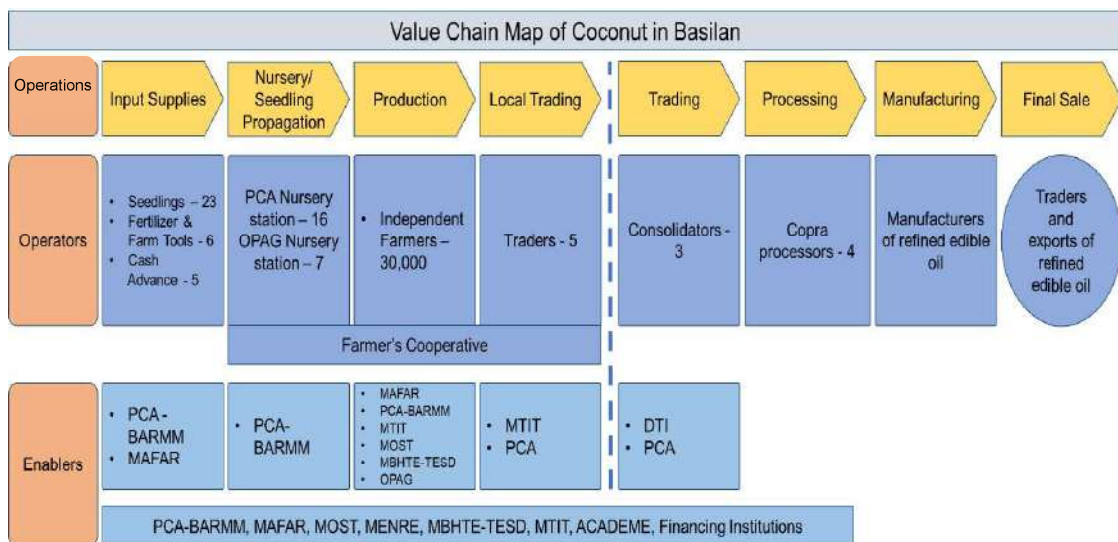 Value Chain Map of Coconut in Basilan
Operations
Input Supplies
Nursery/
Seedling
Propagation
Production
Local Trading
Trading
Processing
Manufacturing
Final Sale
Operators
• Seedlings – 23
• Fertilizer &
Farm Tools - 6
• Cash
Advance - 5
PCA Nursery
station – 16
OPAG Nursery
station – 7
• Independent
Farmers –
30,000
Traders - 5
Consolidators -
3
Copra
processors - 4
Manufacturers
of refined edible
oil
Traders
and
exports of
refined
edible oil
Farmer's Cooperative
Enablers
• PCA -
BARMM
• MAFAR
• PCA-
BARMM
• MAFAR
• PCA-BARMM
• MTIT
• MOST
• MBHTE-TESD
• OPAG
• MTIT
• PCA
• DTI
• PCA
PCA-BARMM, MAFAR, MOST, MENRE, MBHTE-TESD, MTIT, ACADEME, Financing Institutions